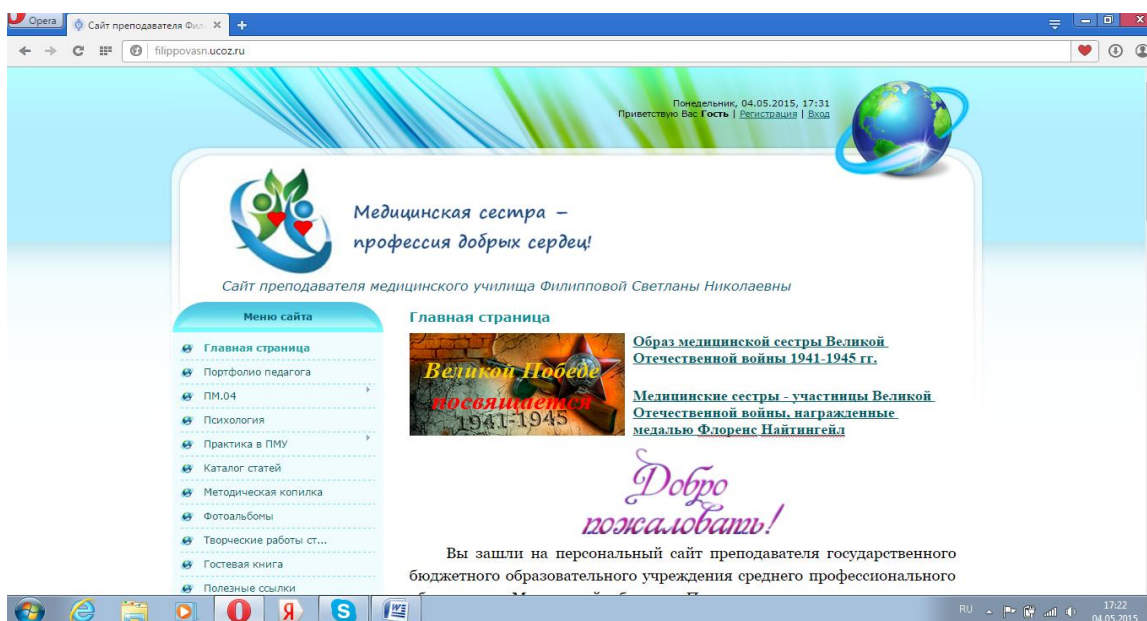 Opera
Сайт преподавателя Фил
filippovasn.ucoz.ru
Понедельник, 04.05.2015, 17:31
Приветствую Вас Гость | Регистрация | Вход
Медицинская сестра –
профессия добрых сердец!
Сайт преподавателя медицинского училища Филипповой Светланы Николаевны
Меню сайта
Главная страница
Портфолио педагога
ПМ.04
Психология
Практика в ПМУ
Каталог статей
Методическая копилка
Фотоальбомы
Творческие работы ст...
Гостевая книга
Полезные ссылки
Главная страница
Великой Победе
посвящается
1941-1945
Образ медицинской сестры Великой
Отечественной войны 1941-1945 гг.
Медицинские сестры - участницы Великой
Отечественной войны, награжденные
медалью Флоренс Найтингейл
Добро
пожаловать!
Вы зашли на персональный сайт преподавателя государственного
бюджетного образовательного учреждения среднего профессионального
RU
17:22
04.05.2015